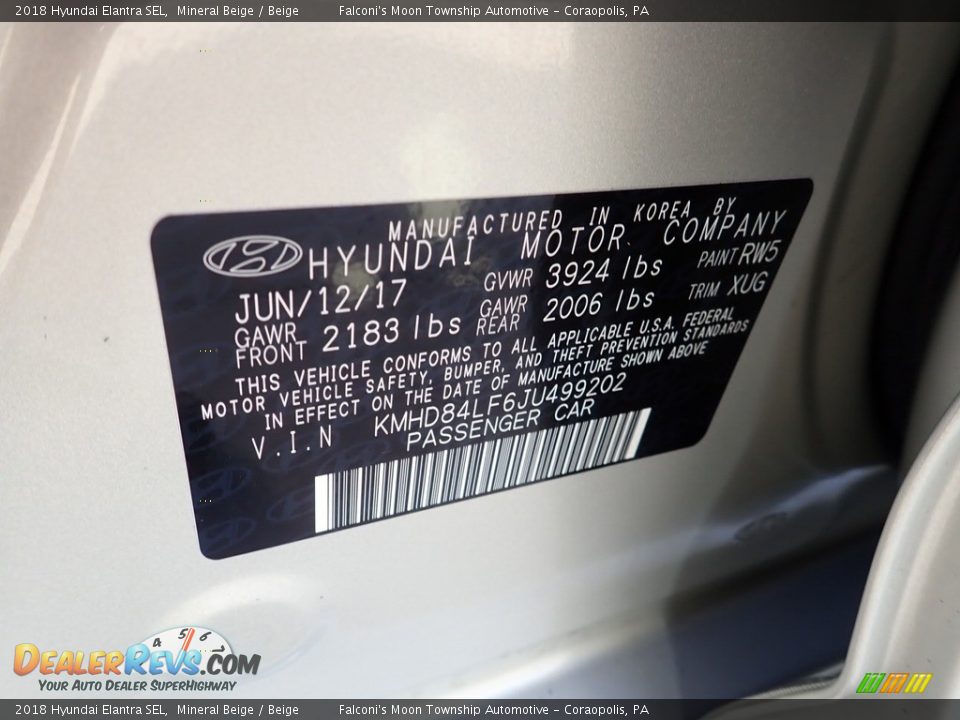 2018 Hyundai Elantra SEL, Mineral Beige / Beige Falconi's Moon Township Automotive - Coraopolis, PA
MANUFACTURED IN KOREA BY
HYUNDAI MOTOR COMPANY
JUN/12/17 GVWR 3924 lbs PAINT RW5
GAWR FRONT 2183 lbs GAWR REAR 2006 lbs TRIM XUG
THIS VEHICLE CONFORMS TO ALL APPLICABLE U.S.A. FEDERAL
MOTOR VEHICLE SAFETY, BUMPER, AND THEFT PREVENTION STANDARDS
IN EFFECT ON THE DATE OF MANUFACTURE SHOWN ABOVE
V.I.N KMHD84LF6JU499202
PASSENGER CAR
4 5 6
DEALERREVS.COM
YOUR AUTO DEALER SUPERHIGHWAY
2018 Hyundai Elantra SEL, Mineral Beige / Beige Falconi's Moon Township Automotive - Coraopolis, PA